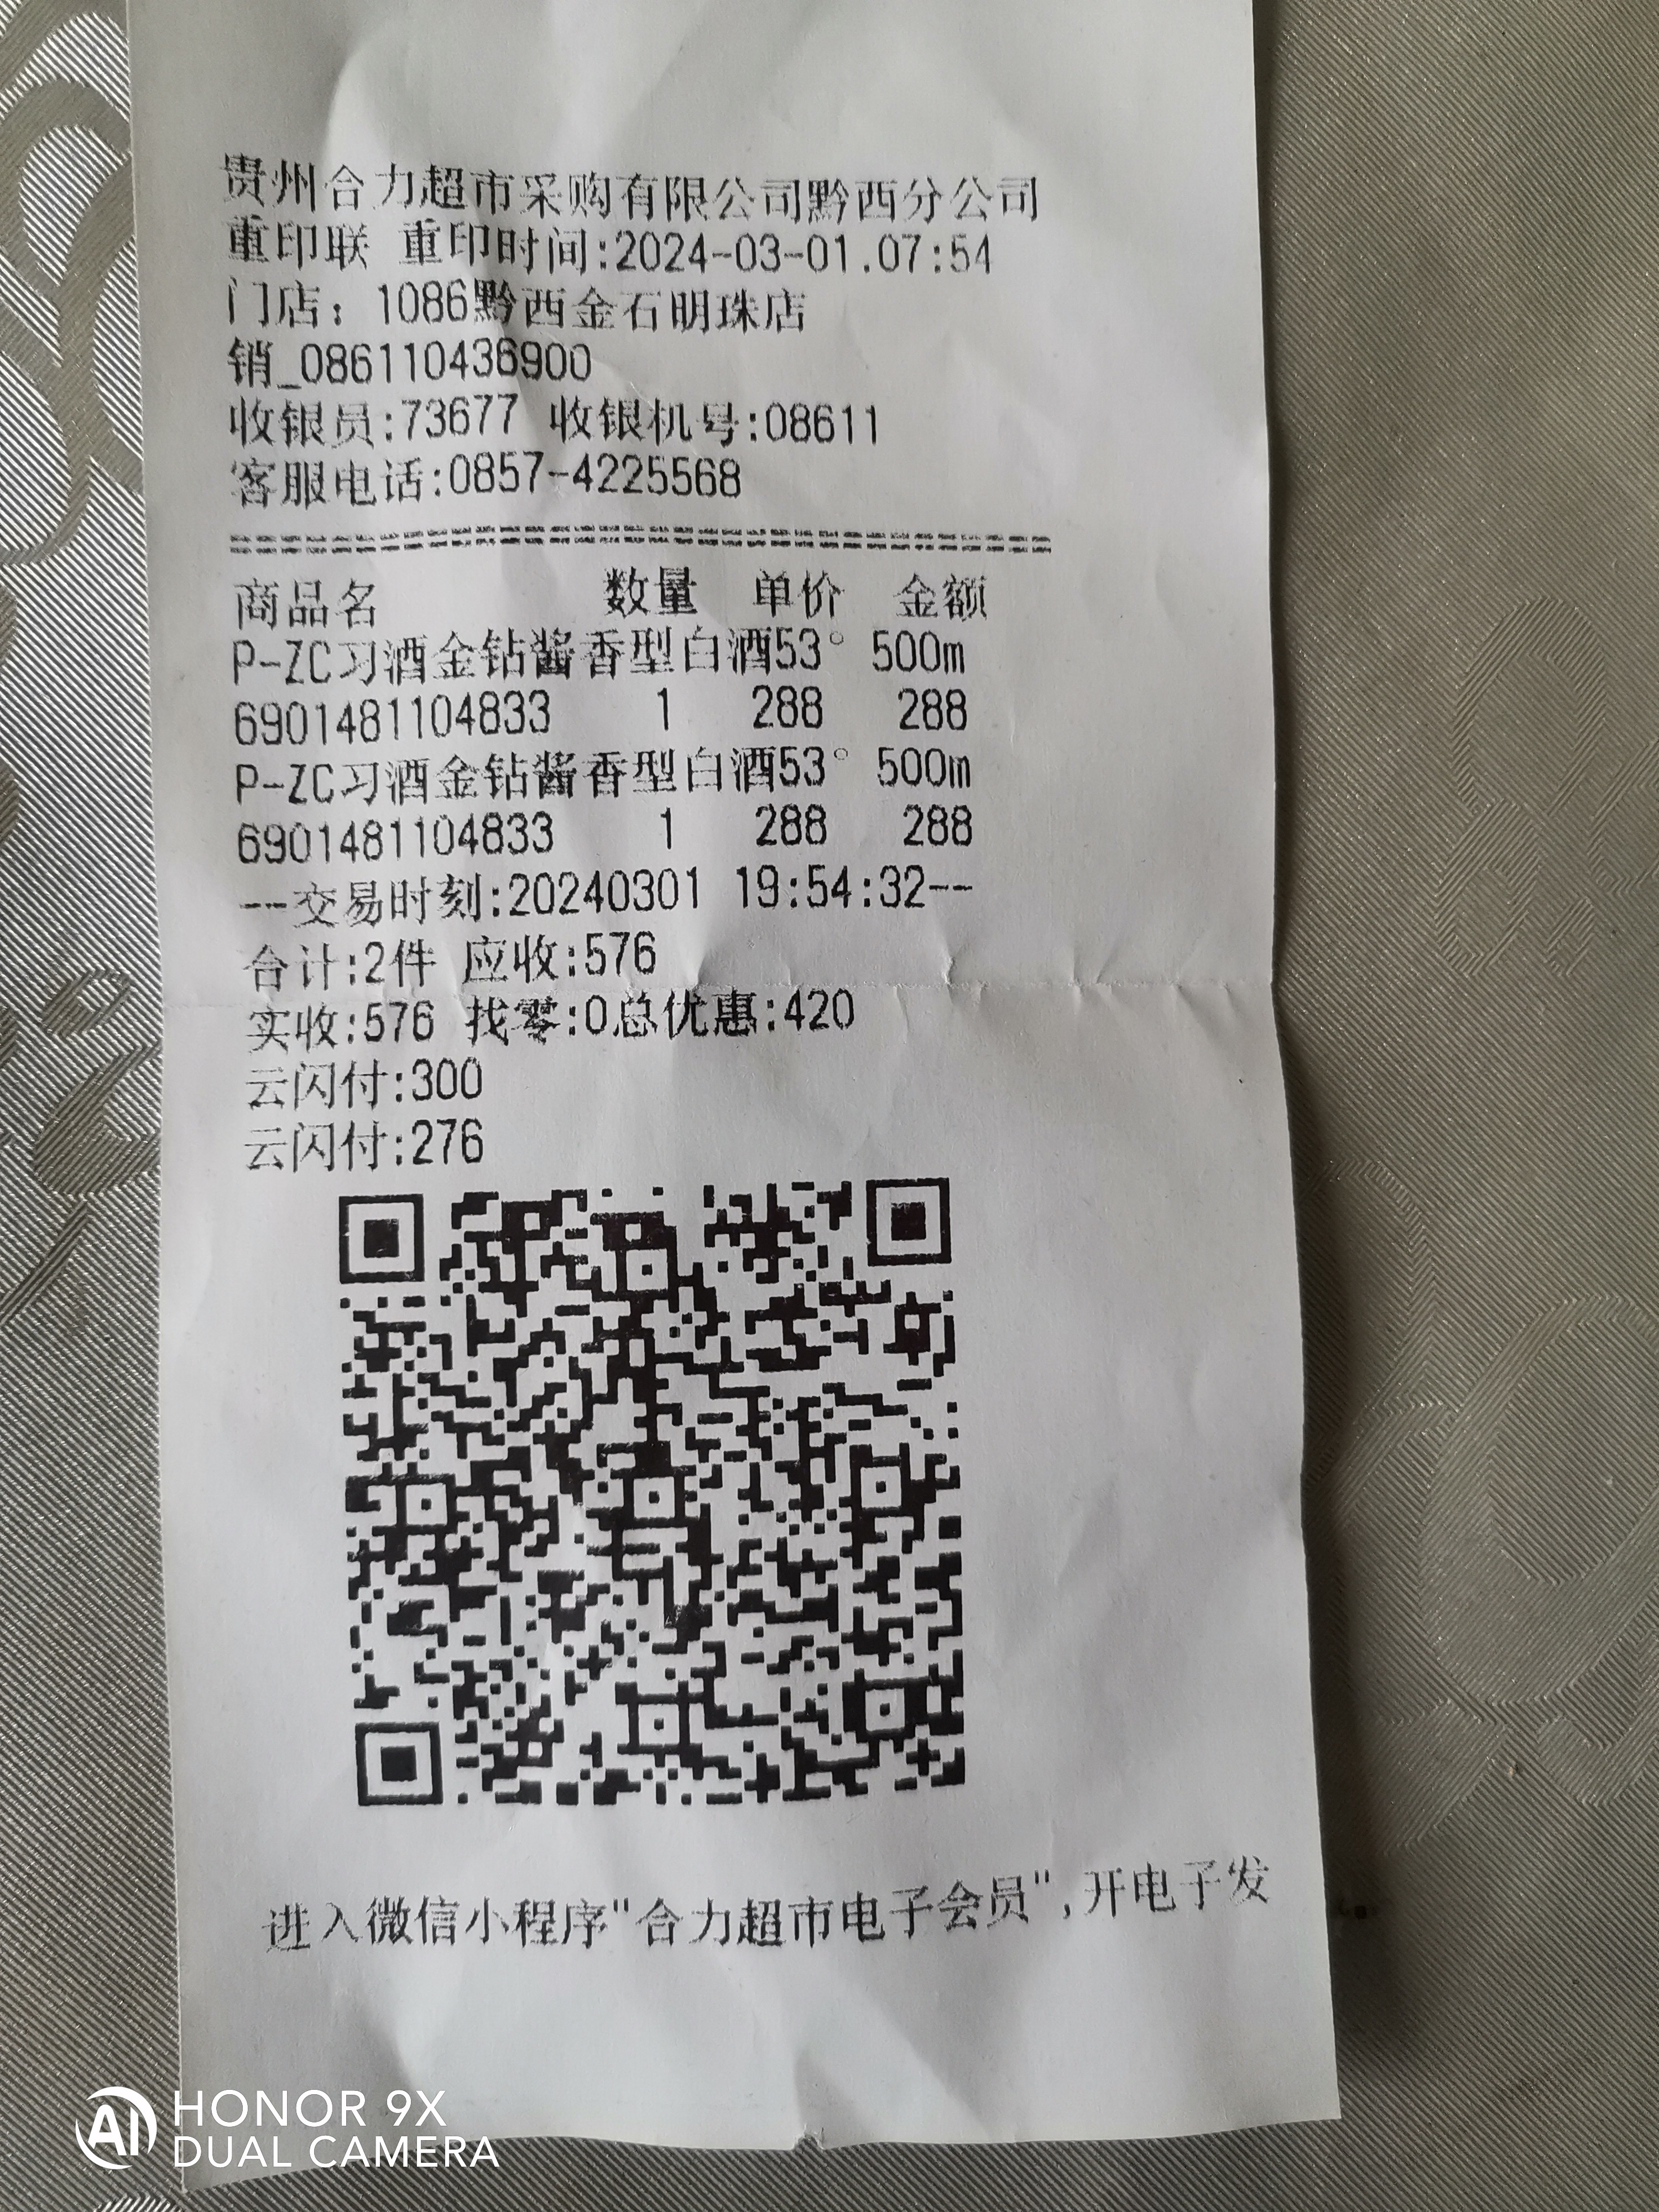 贵州合力超市采购有限公司黔西分公司
重印联 重印时间:2024-03-01.07:54
门店：1086黔西金石明珠店
销_086110436900
收银员:73677 收银机号:08611
客服电话:0857-4225568
商品名 数量 单价 金额
P-ZC习酒金钻酱香型白酒53° 500m
6901481104833 1 288 288
P-ZC习酒金钻酱香型白酒53° 500m
6901481104833 1 288 288
--交易时刻:20240301 19:54:32--
合计:2件 应收:576
实收:576 找零:0总优惠:420
云闪付:300
云闪付:276
进入微信小程序"合力超市电子会员",开电子发
AI HONOR 9X
DUAL CAMERA